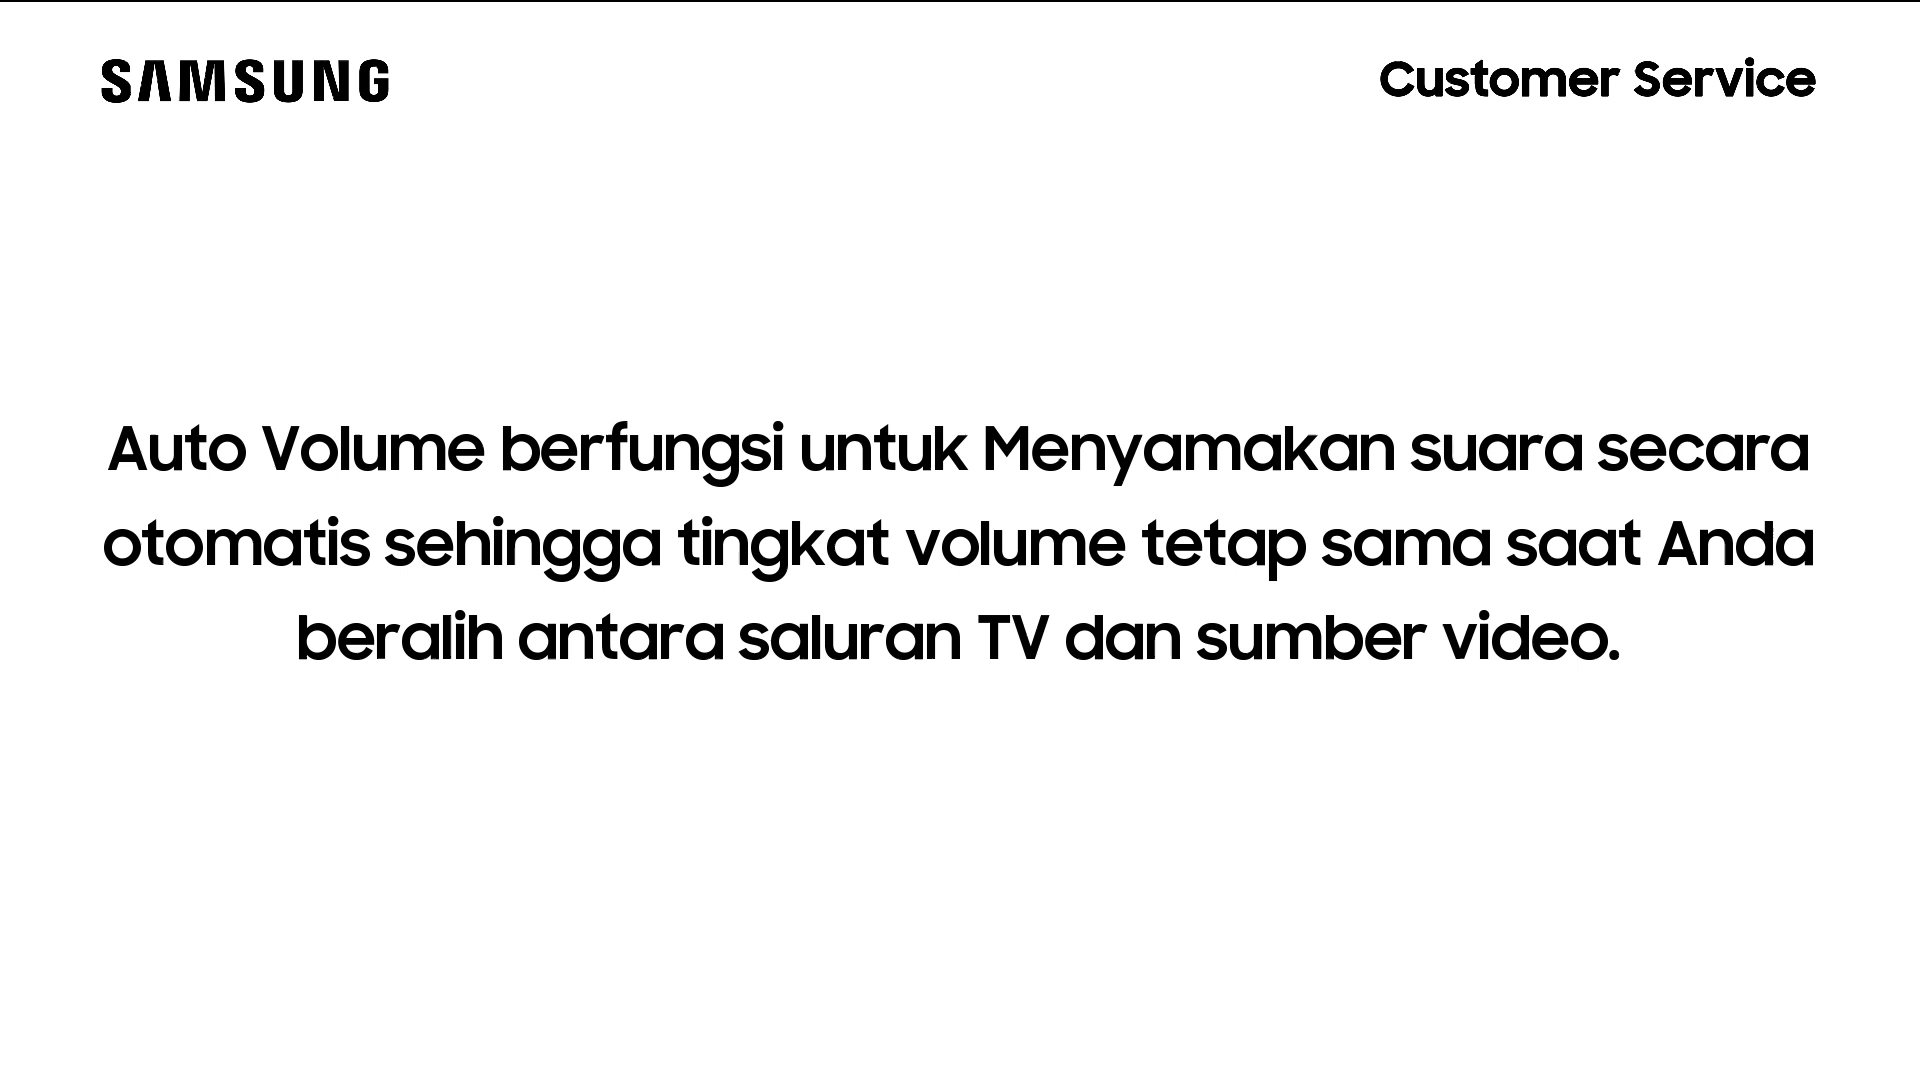 SAMSUNG
Customer Service
Auto Volume berfungsi untuk Menyamakan suara secara
otomatis sehingga tingkat volume tetap sama saat Anda
beralih antara saluran TV dan sumber video.